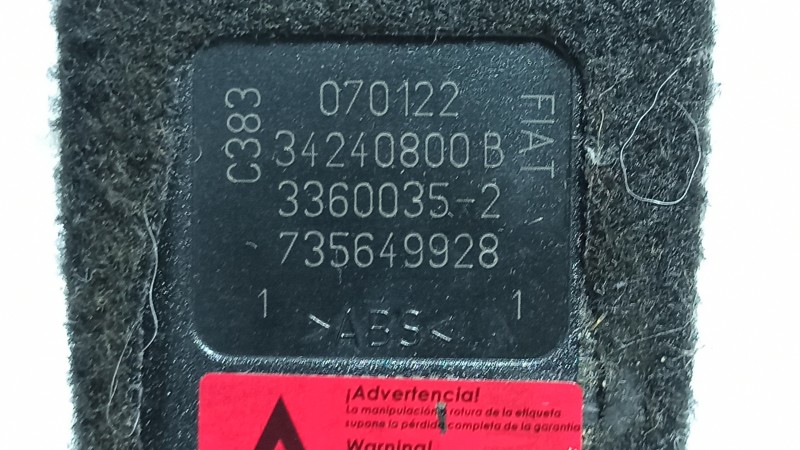 C383
070122
FIAT
34240800 B
3360035-2
735649928
1
1
>ABS<
¡Advertencia!
La manipulación rotura de la etiqueta
supone la pérdida completa de la garantía
Warning!